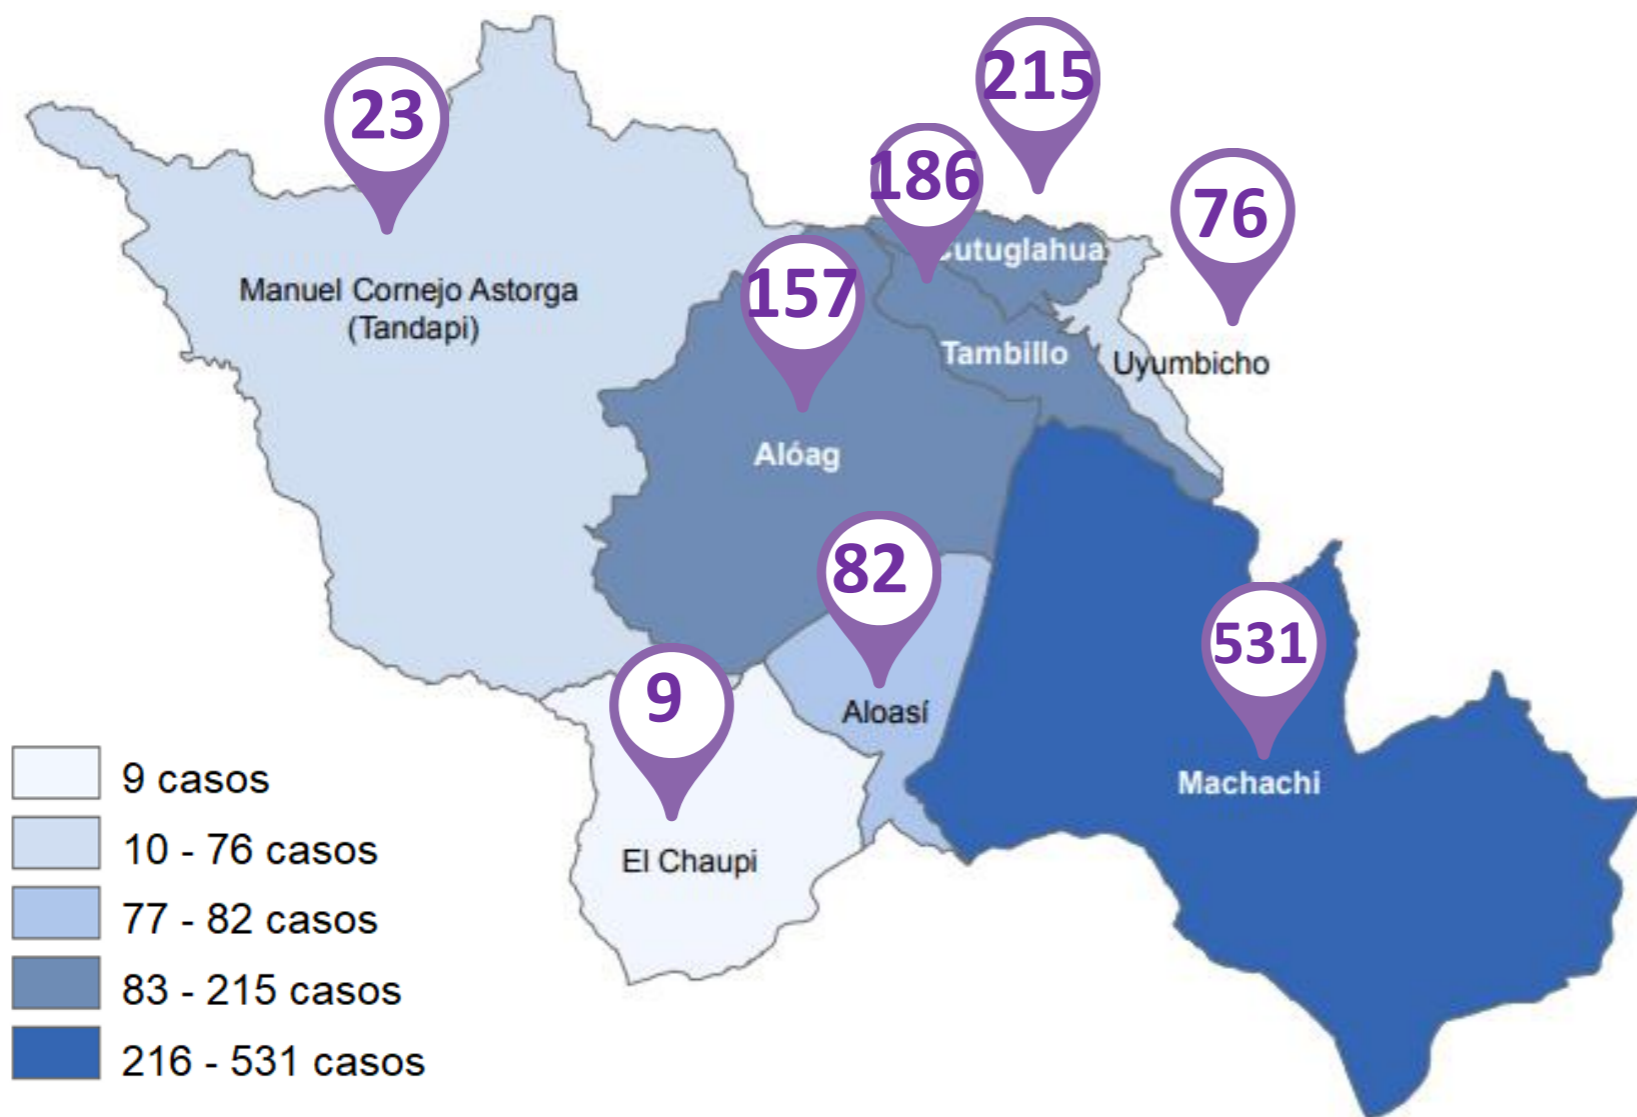 215
23
186
76
Cutuglahua
157
Manuel Cornejo Astorga
(Tandapi)
Tambillo
Uyumbicho
Alóag
82
531
9
Aloasí
Machachi
El Chaupi
9 casos
10 - 76 casos
77 - 82 casos
83 - 215 casos
216 - 531 casos